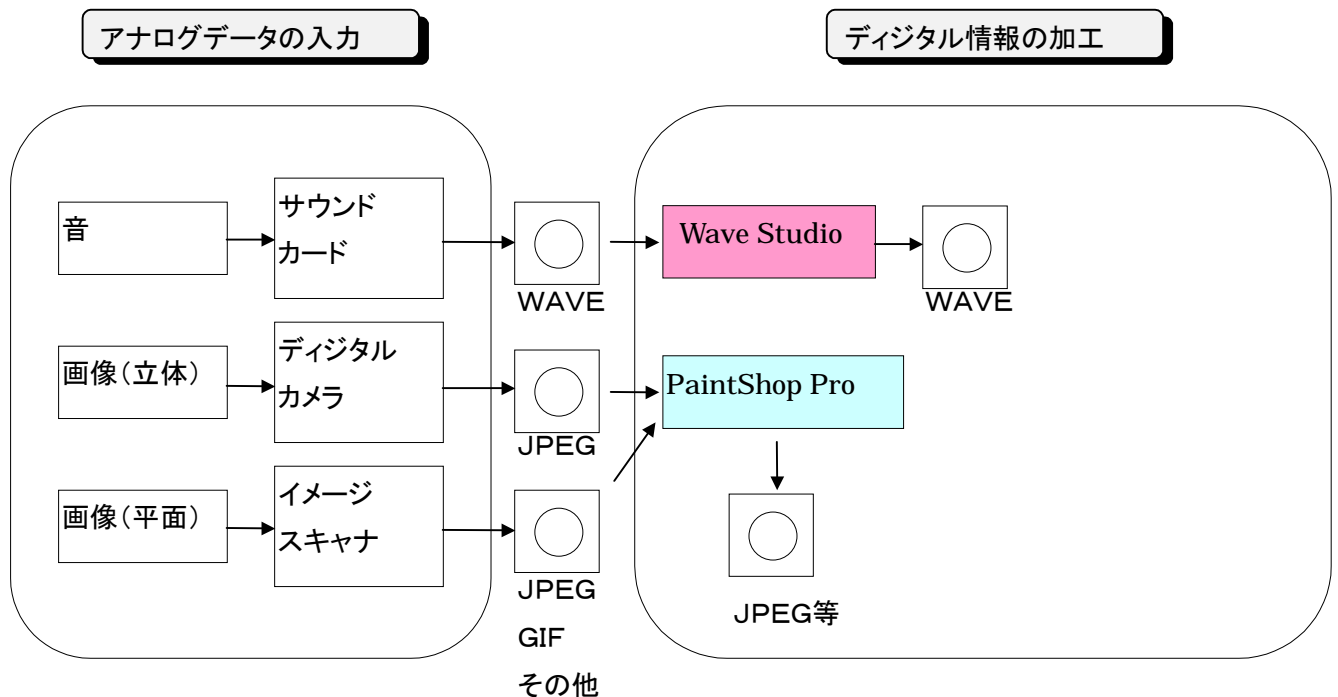 アナログデータの入力
ディジタル情報の加工
音
サウンド
カード
WAVE
Wave Studio
WAVE
画像(立体)
ディジタル
カメラ
JPEG
PaintShop Pro
画像(平面)
イメージ
スキャナ
JPEG
GIF
その他
JPEG等